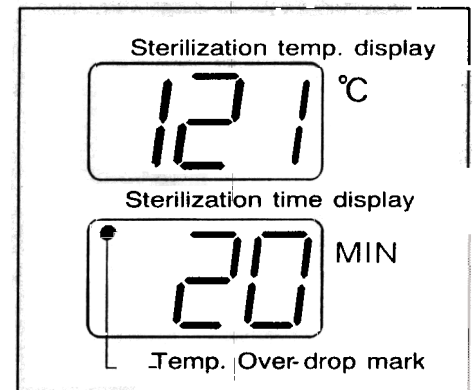 Sterilization temp. display
121 °C
Sterilization time display
20 MIN
Temp. Over-drop mark